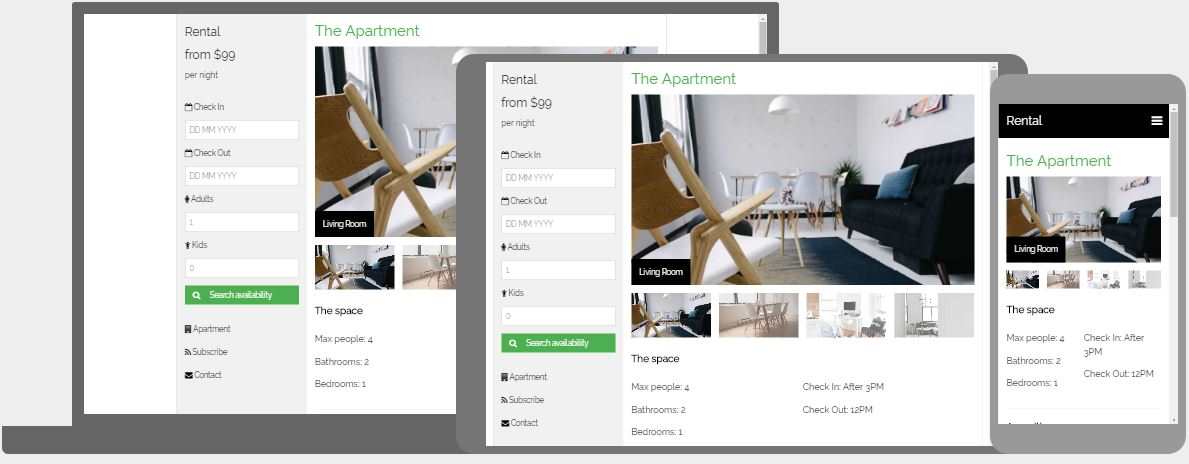 Rental
from $99
per night
Check In
DD MM YYYY
Check Out
DD MM YYYY
Adults
1
Kids
0
Search availability
Apartment
Subscribe
Contact
The Apartment
Living Room
The space
Max people: 4
Bathrooms: 2
Bedrooms: 1
Rental
from $99
per night
Check In
DD MM YYYY
Check Out
DD MM YYYY
Adults
1
Kids
0
Search availability
Apartment
Subscribe
Contact
The Apartment
Living Room
The space
Max people: 4
Bathrooms: 2
Bedrooms: 1
Check In: After 3PM
Check Out: 12PM
Rental
The Apartment
Living Room
The space
Max people: 4
Bathrooms: 2
Bedrooms: 1
Check In: After
3PM
Check Out: 12PM